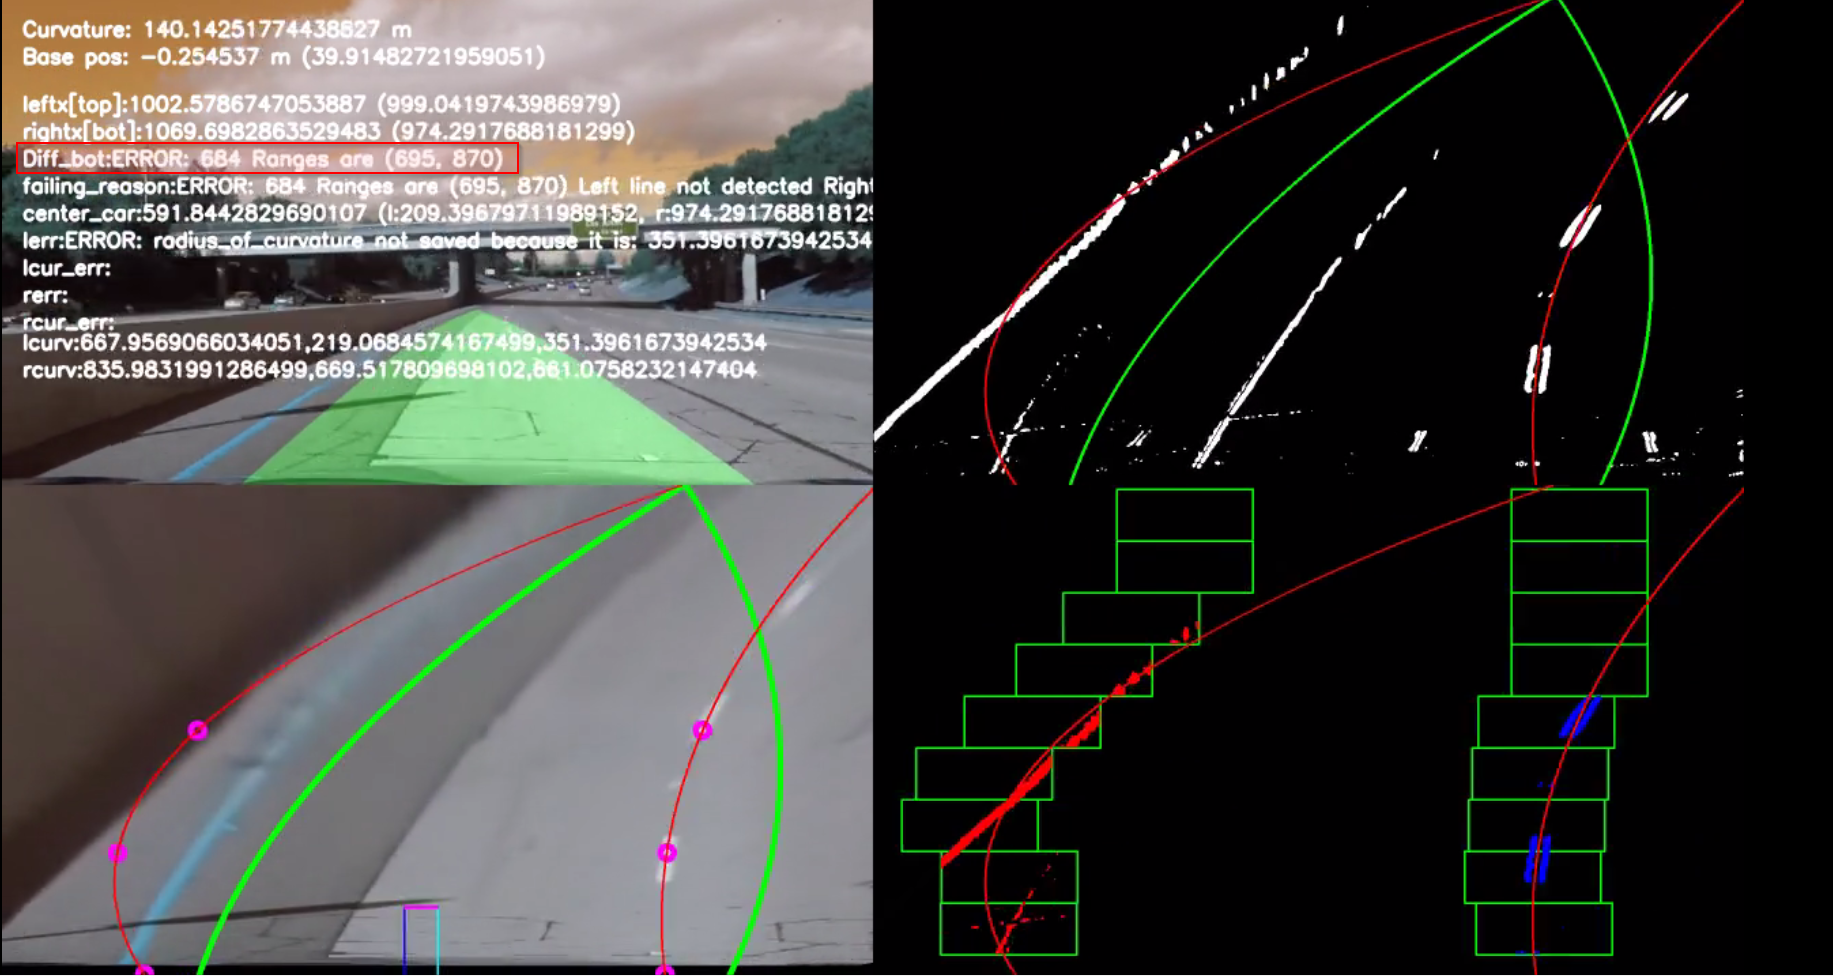 Curvature: 140.14251774438827 m
Base pos: -0.254537 m (39.91482721959051)
leftx[top]:1002.5786747053887 (999.0419743986979)
rightx[bot]:1069.6982863529483 (974.2917688181299)
Diff_bot:ERROR: 684 Ranges are (695, 870)
failing_reason:ERROR: 684 Ranges are (695, 870) Left line not detected Right
center_car:591.8442829690107 (l:209.39679711989152, r:974.291768818129
lerr:ERROR: radius_of_curvature not saved because it is: 351.3961673942534
lcur_err:
rerr:
rcur_err:
lcurv:667.9569066034051,219.0684574167499,351.3961673942534
rcurv:835.9831991286499,669.517809698102,861.0758232147404